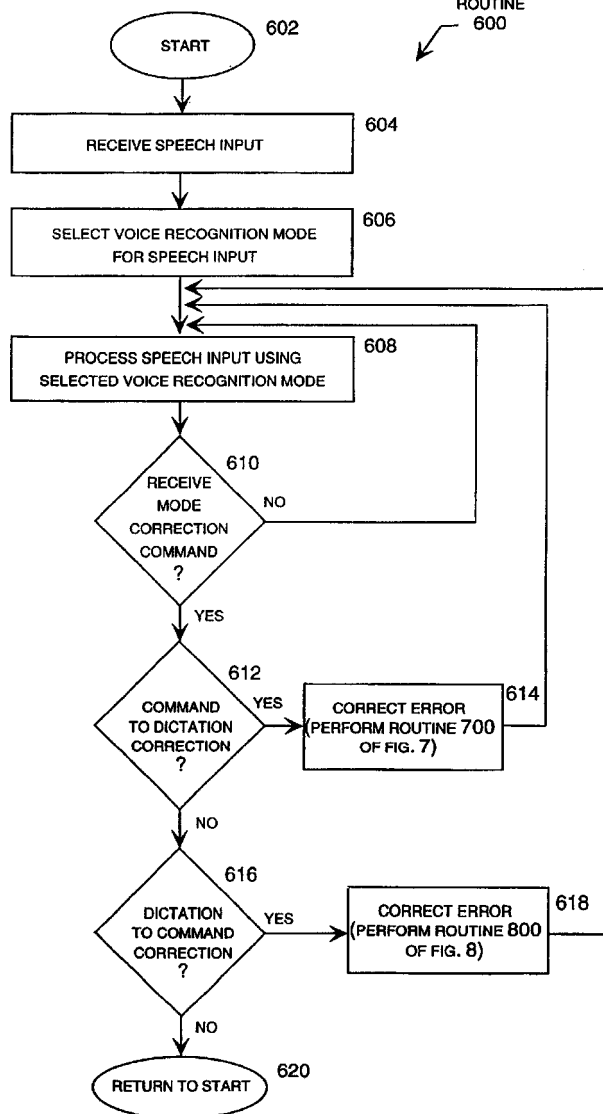 ROUTINE
600
602
START
604
RECEIVE SPEECH INPUT
606
SELECT VOICE RECOGNITION MODE
FOR SPEECH INPUT
608
PROCESS SPEECH INPUT USING
SELECTED VOICE RECOGNITION MODE
610
RECEIVE
MODE
CORRECTION
COMMAND
?
NO
YES
612
COMMAND
TO DICTATION
CORRECTION
?
YES
614
CORRECT ERROR
(PERFORM ROUTINE 700
OF FIG. 7)
NO
616
DICTATION
TO COMMAND
CORRECTION
?
YES
618
CORRECT ERROR
(PERFORM ROUTINE 800
OF FIG. 8)
NO
620
RETURN TO START